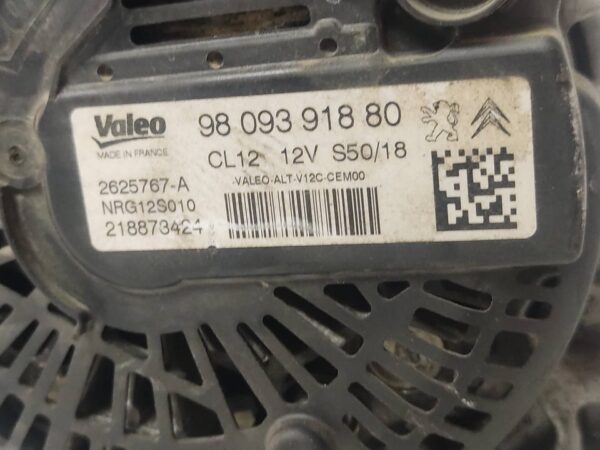 Valeo 98 093 918 80
MADE IN FRANCE
CL12 12V S50/18
2625767-A
VALEO-ALT-V12C-CEM00
NRG12S010
218873424